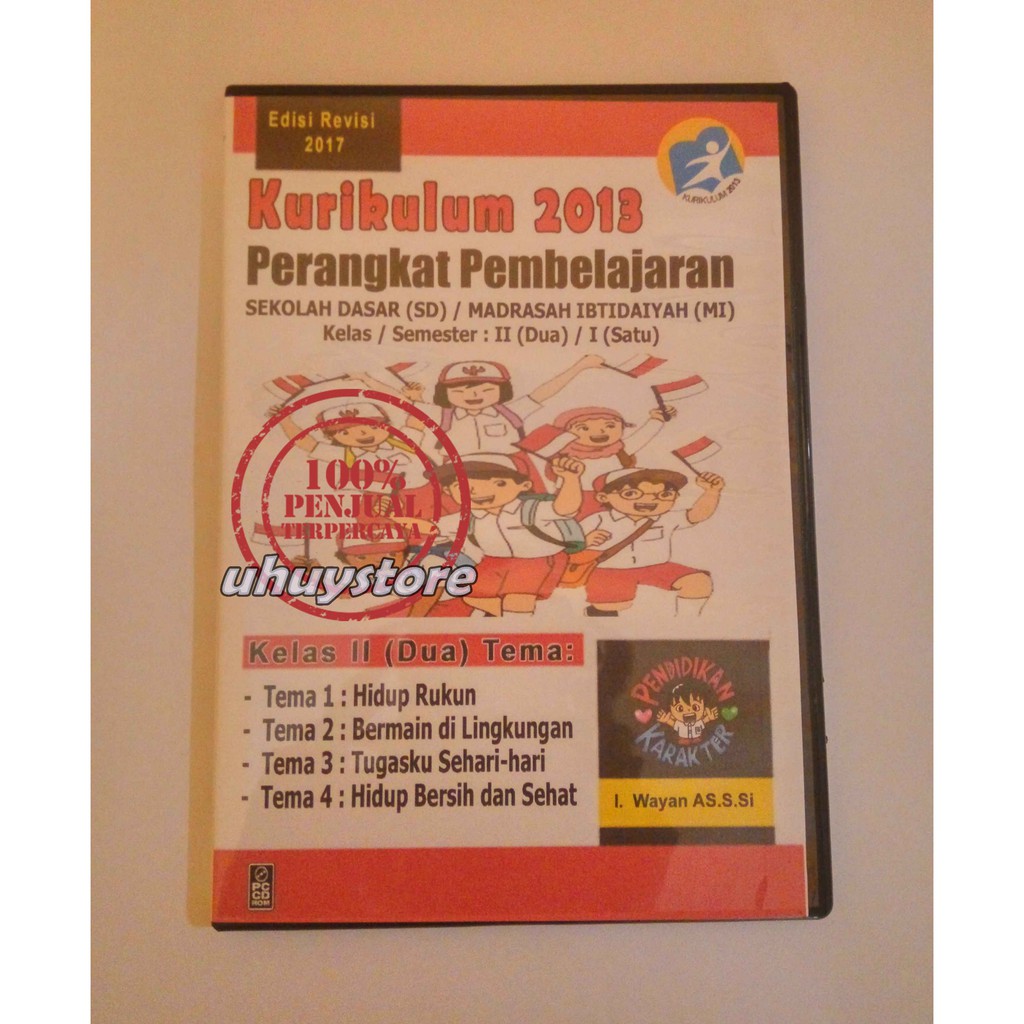 Edisi Revisi
2017
KURIKULUM 2013
Kurikulum 2013
Perangkat Pembelajaran
SEKOLAH DASAR (SD) / MADRASAH IBTIDAIYAH (MI)
Kelas / Semester : II (Dua) / I (Satu)
100%
PENJUAL
TERPERCAYA
uhuystore
Kelas II (Dua) Tema:
- Tema 1 : Hidup Rukun
- Tema 2 : Bermain di Lingkungan
- Tema 3 : Tugasku Sehari-hari
- Tema 4 : Hidup Bersih dan Sehat
PENDIDIKAN
KARAKTER
I. Wayan AS.S.Si
PC
CD
ROM